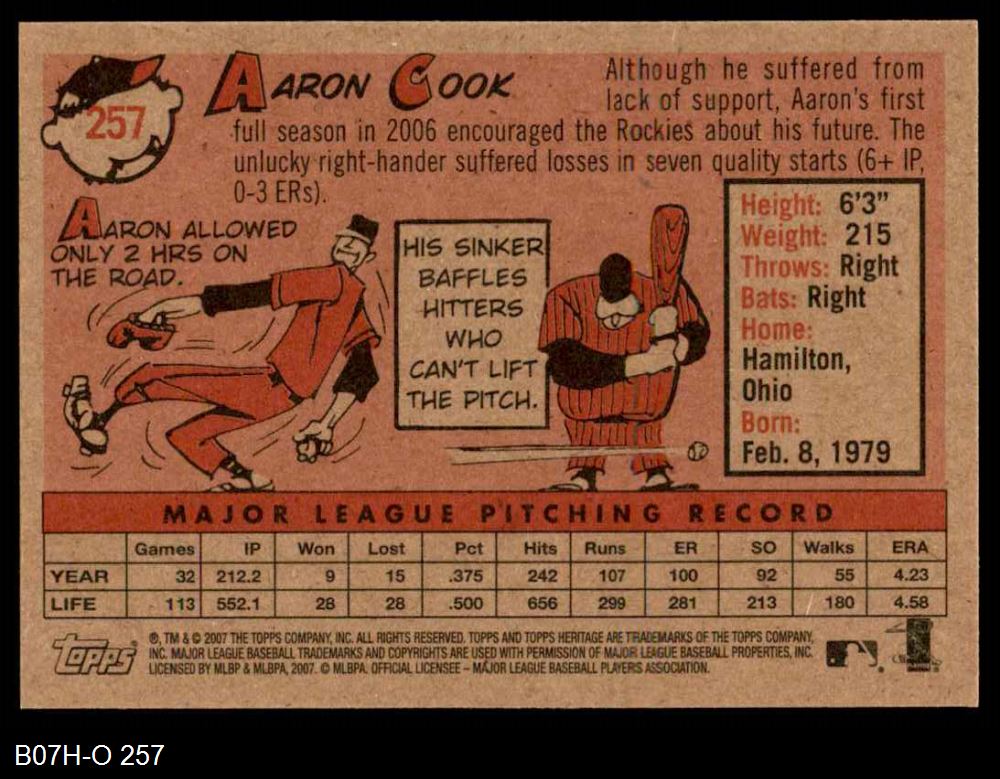 257
AARON COOK
Although he suffered from
lack of support, Aaron's first
full season in 2006 encouraged the Rockies about his future. The
unlucky right-hander suffered losses in seven quality starts (6+ IP,
0-3 ERs).
AARON ALLOWED
ONLY 2 HRS ON
THE ROAD.
HIS SINKER
BAFFLES
HITTERS
WHO
CAN'T LIFT
THE PITCH.
Height: 6'3"
Weight: 215
Throws: Right
Bats: Right
Home:
Hamilton,
Ohio
Born:
Feb. 8, 1979
MAJOR LEAGUE PITCHING RECORD
Games IP Won Lost Pct Hits Runs ER SO Walks ERA
YEAR 32 212.2 9 15 .375 242 107 100 92 55 4.23
LIFE 113 552.1 28 28 .500 656 299 281 213 180 4.58
Topps
®, TM & © 2007 THE TOPPS COMPANY, INC. ALL RIGHTS RESERVED. TOPPS AND TOPPS HERITAGE ARE TRADEMARKS OF THE TOPPS COMPANY,
INC. MAJOR LEAGUE BASEBALL TRADEMARKS AND COPYRIGHTS ARE USED WITH PERMISSION OF MAJOR LEAGUE BASEBALL PROPERTIES, INC.
LICENSED BY MLBP & MLBPA, 2007. © MLBPA. OFFICIAL LICENSEE – MAJOR LEAGUE BASEBALL PLAYERS ASSOCIATION.
B07H-O 257